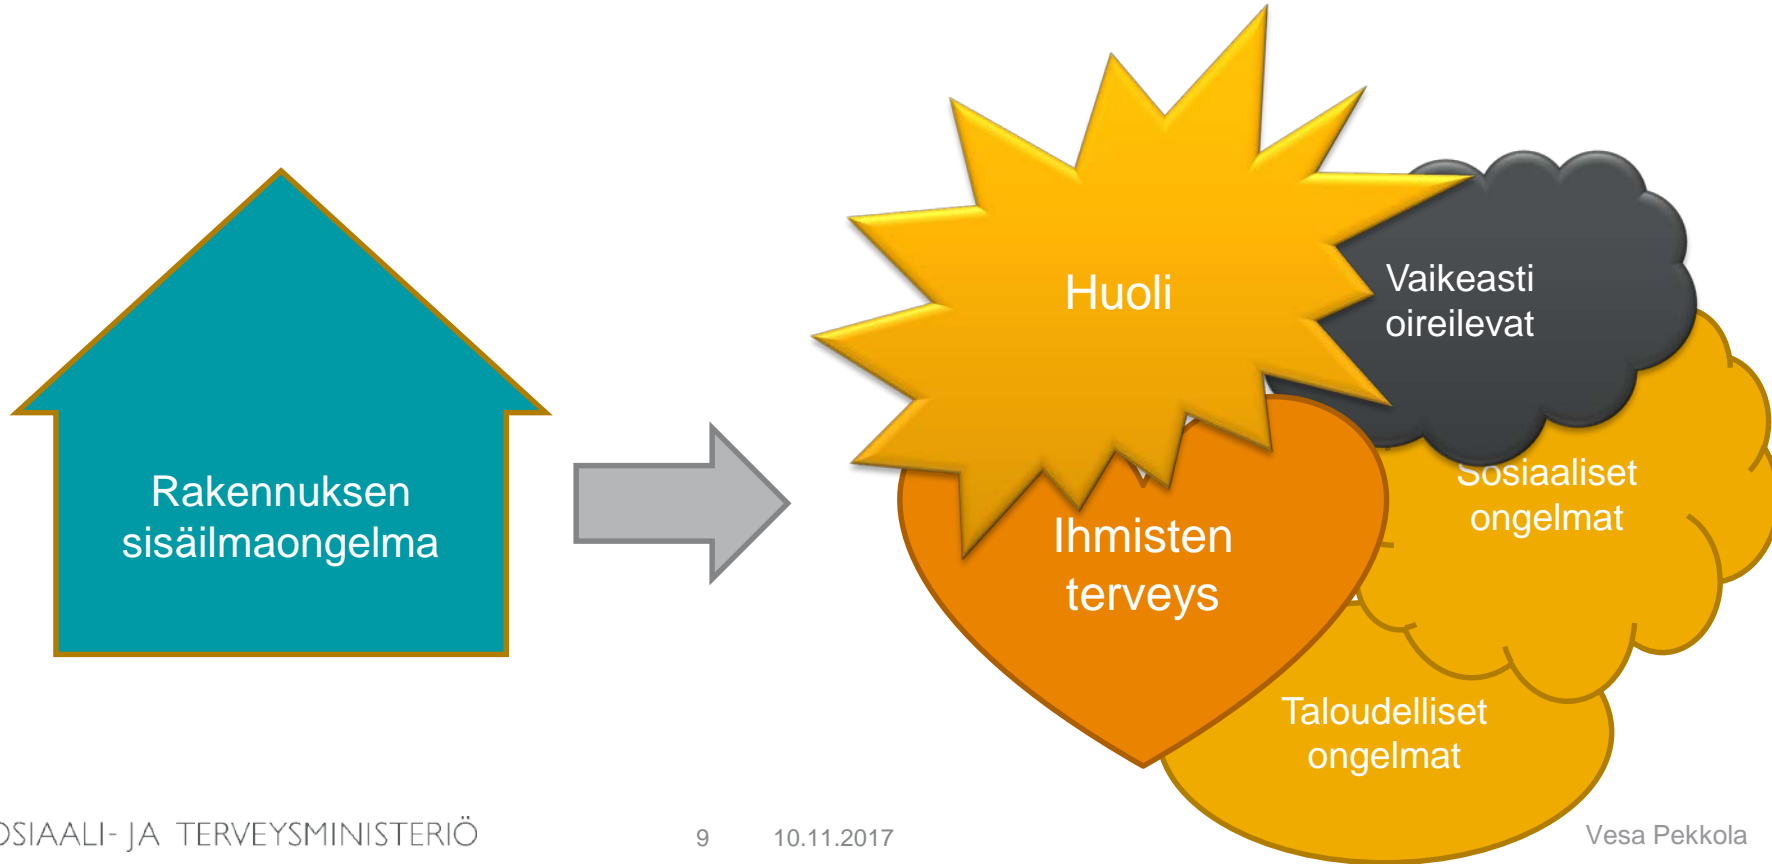 Rakennuksen
sisäilmaongelma
Huoli
Vaikeasti
oireilevat
Ihmisten
terveys
Sosiaaliset
ongelmat
Taloudelliset
ongelmat
OSIAALI- JA TERVEYSMINISTERIÖ
9
10.11.2017
Vesa Pekkola